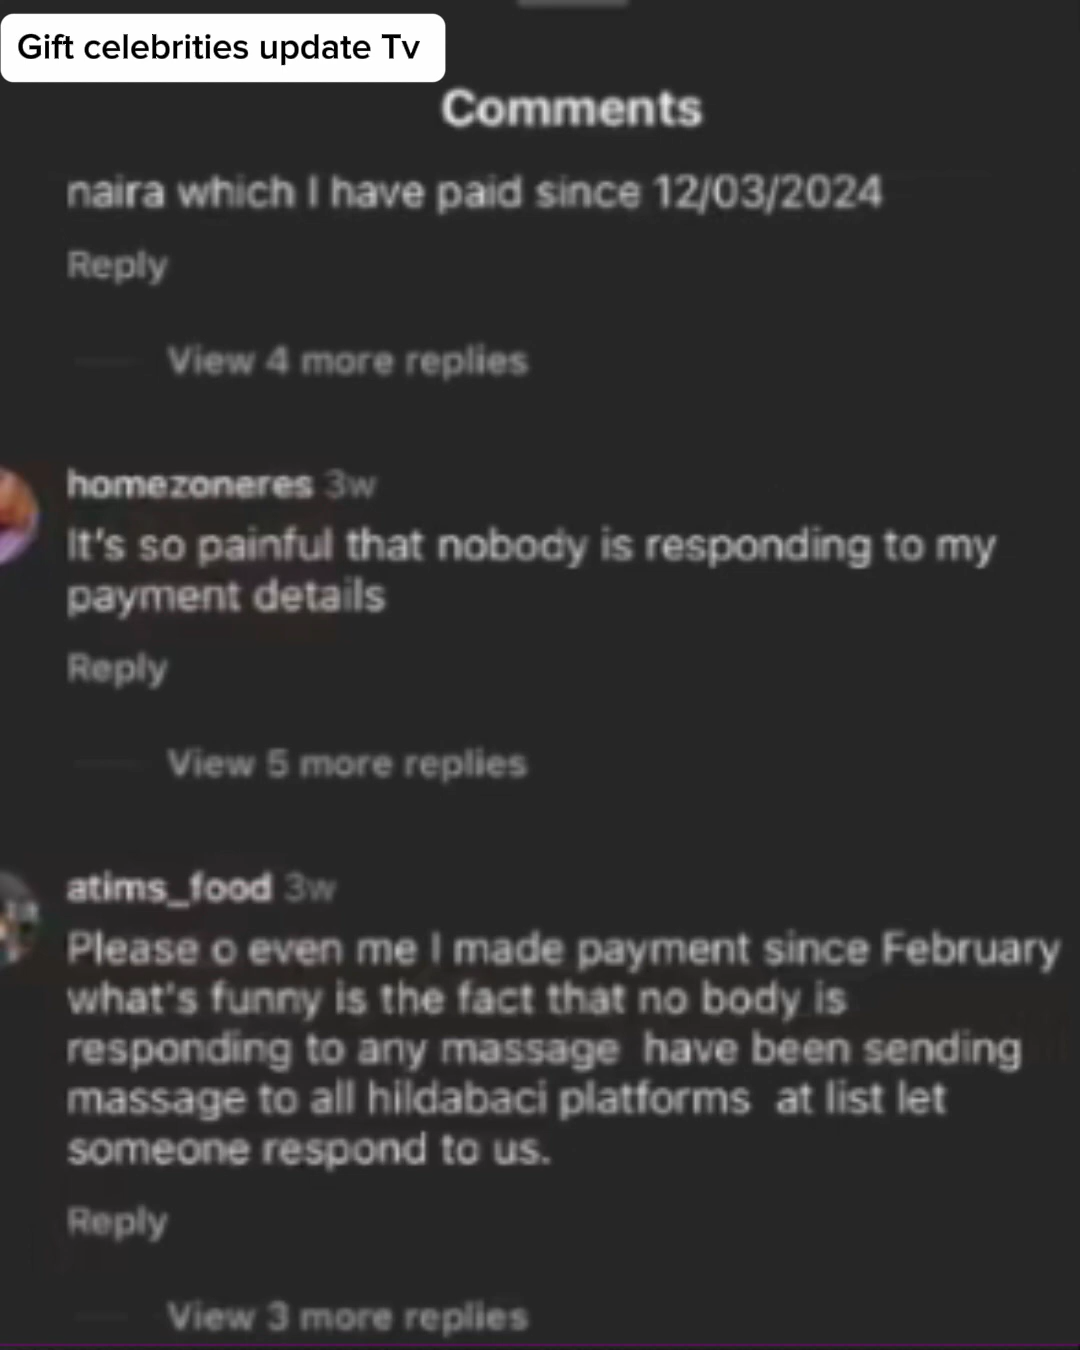 Gift celebrities update Tv
Comments
naira which I have paid since 12/03/2024
Reply
View 4 more replies
homezoneres 3w
It's so painful that nobody is responding to my
payment details
Reply
View 5 more replies
atims_food 3w
Please o even me I made payment since February
what's funny is the fact that no body is
responding to any massage have been sending
massage to all hildabaci platforms at list let
someone respond to us.
Reply
View 3 more replies